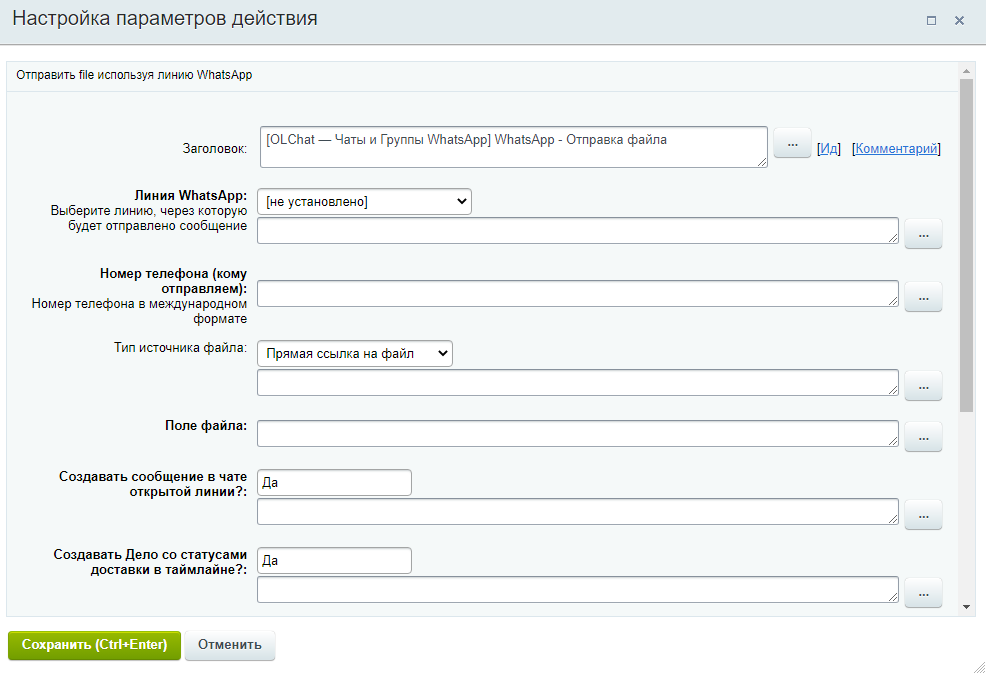 Настройка параметров действия
Отправить file используя линию WhatsApp
Заголовок:
[OLChat — Чаты и Группы WhatsApp] WhatsApp - Отправка файла
...
[Ид] [Комментарий]
Линия WhatsApp:
Выберите линию, через которую
будет отправлено сообщение
[не установлено]
...
Номер телефона (кому
отправляем):
Номер телефона в международном
формате
...
Тип источника файла:
Прямая ссылка на файл
...
Поле файла:
...
Создавать сообщение в чате
открытой линии?:
Да
...
Создавать Дело со статусами
доставки в таймлайне?:
Да
...
Сохранить (Ctrl+Enter)
Отменить